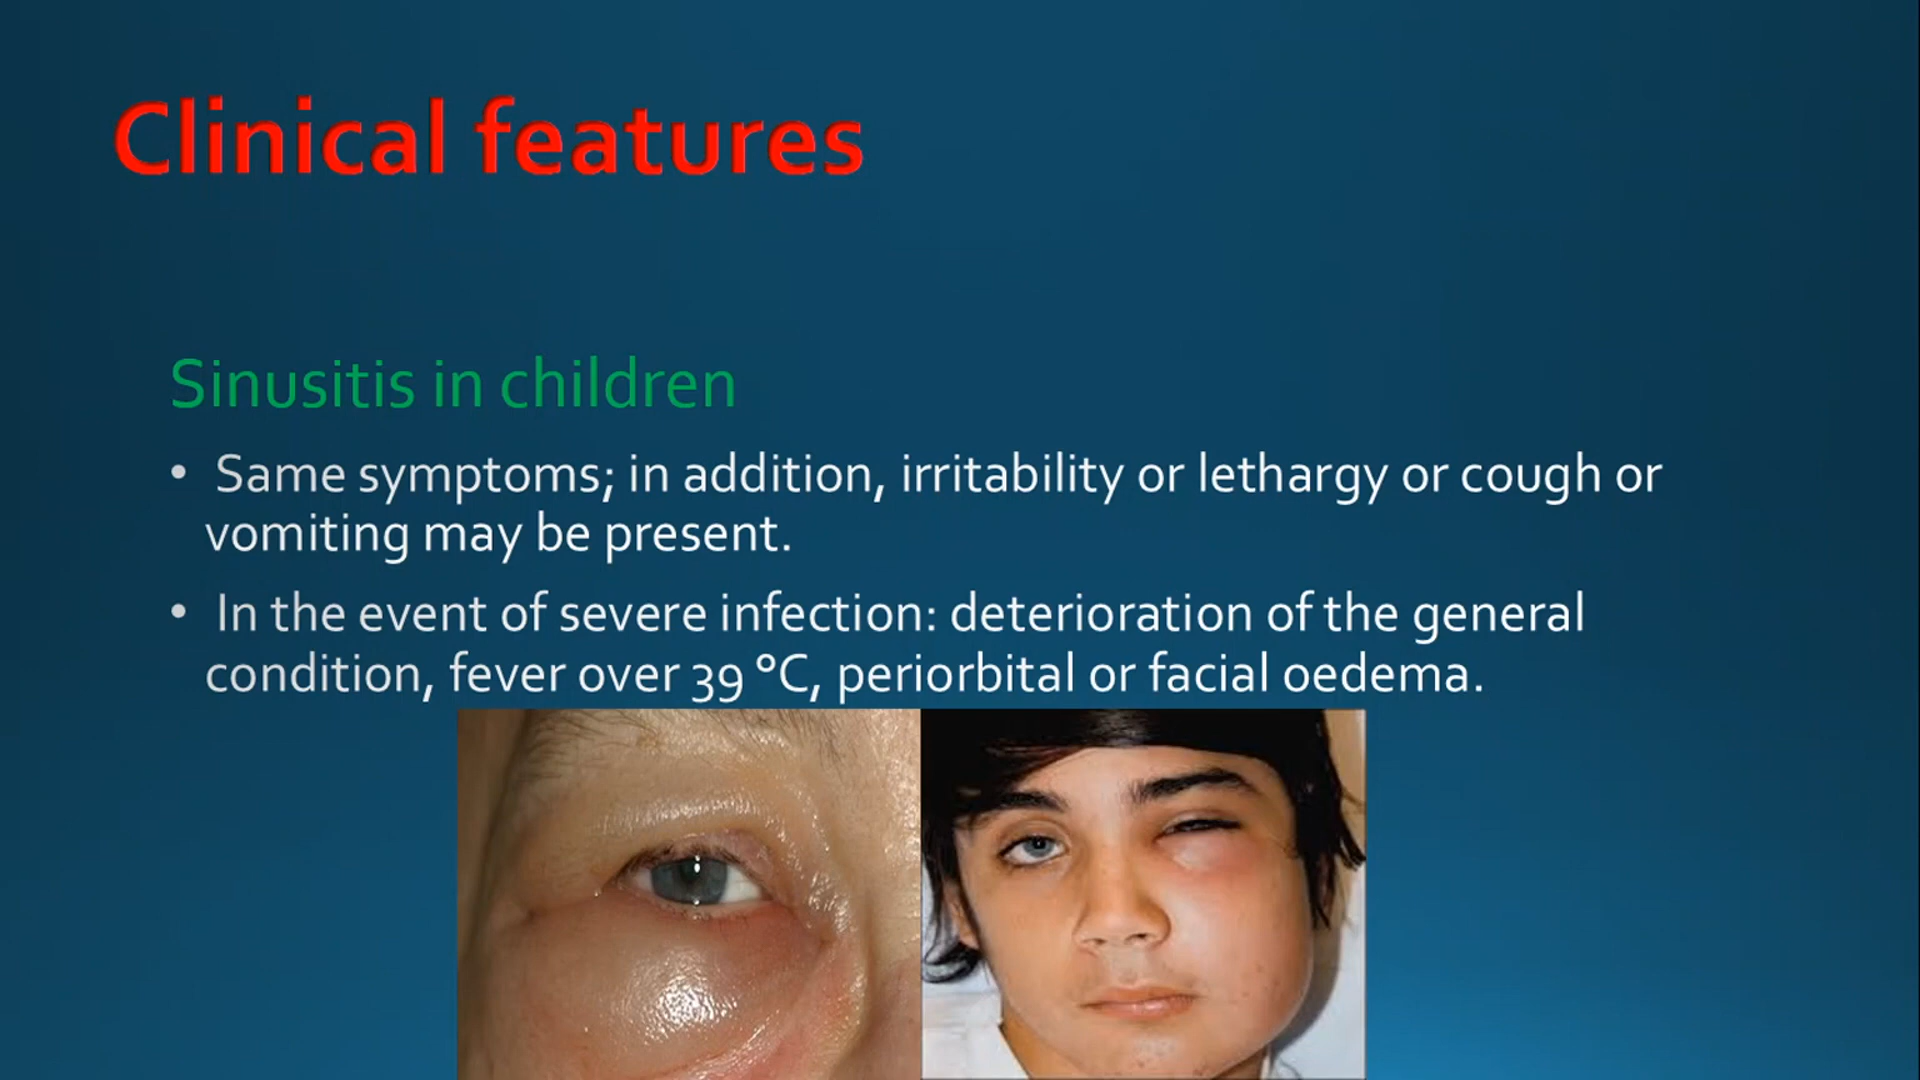 Clinical features
Sinusitis in children
• Same symptoms; in addition, irritability or lethargy or cough or
vomiting may be present.
• In the event of severe infection: deterioration of the general
condition, fever over 39 °C, periorbital or facial oedema.